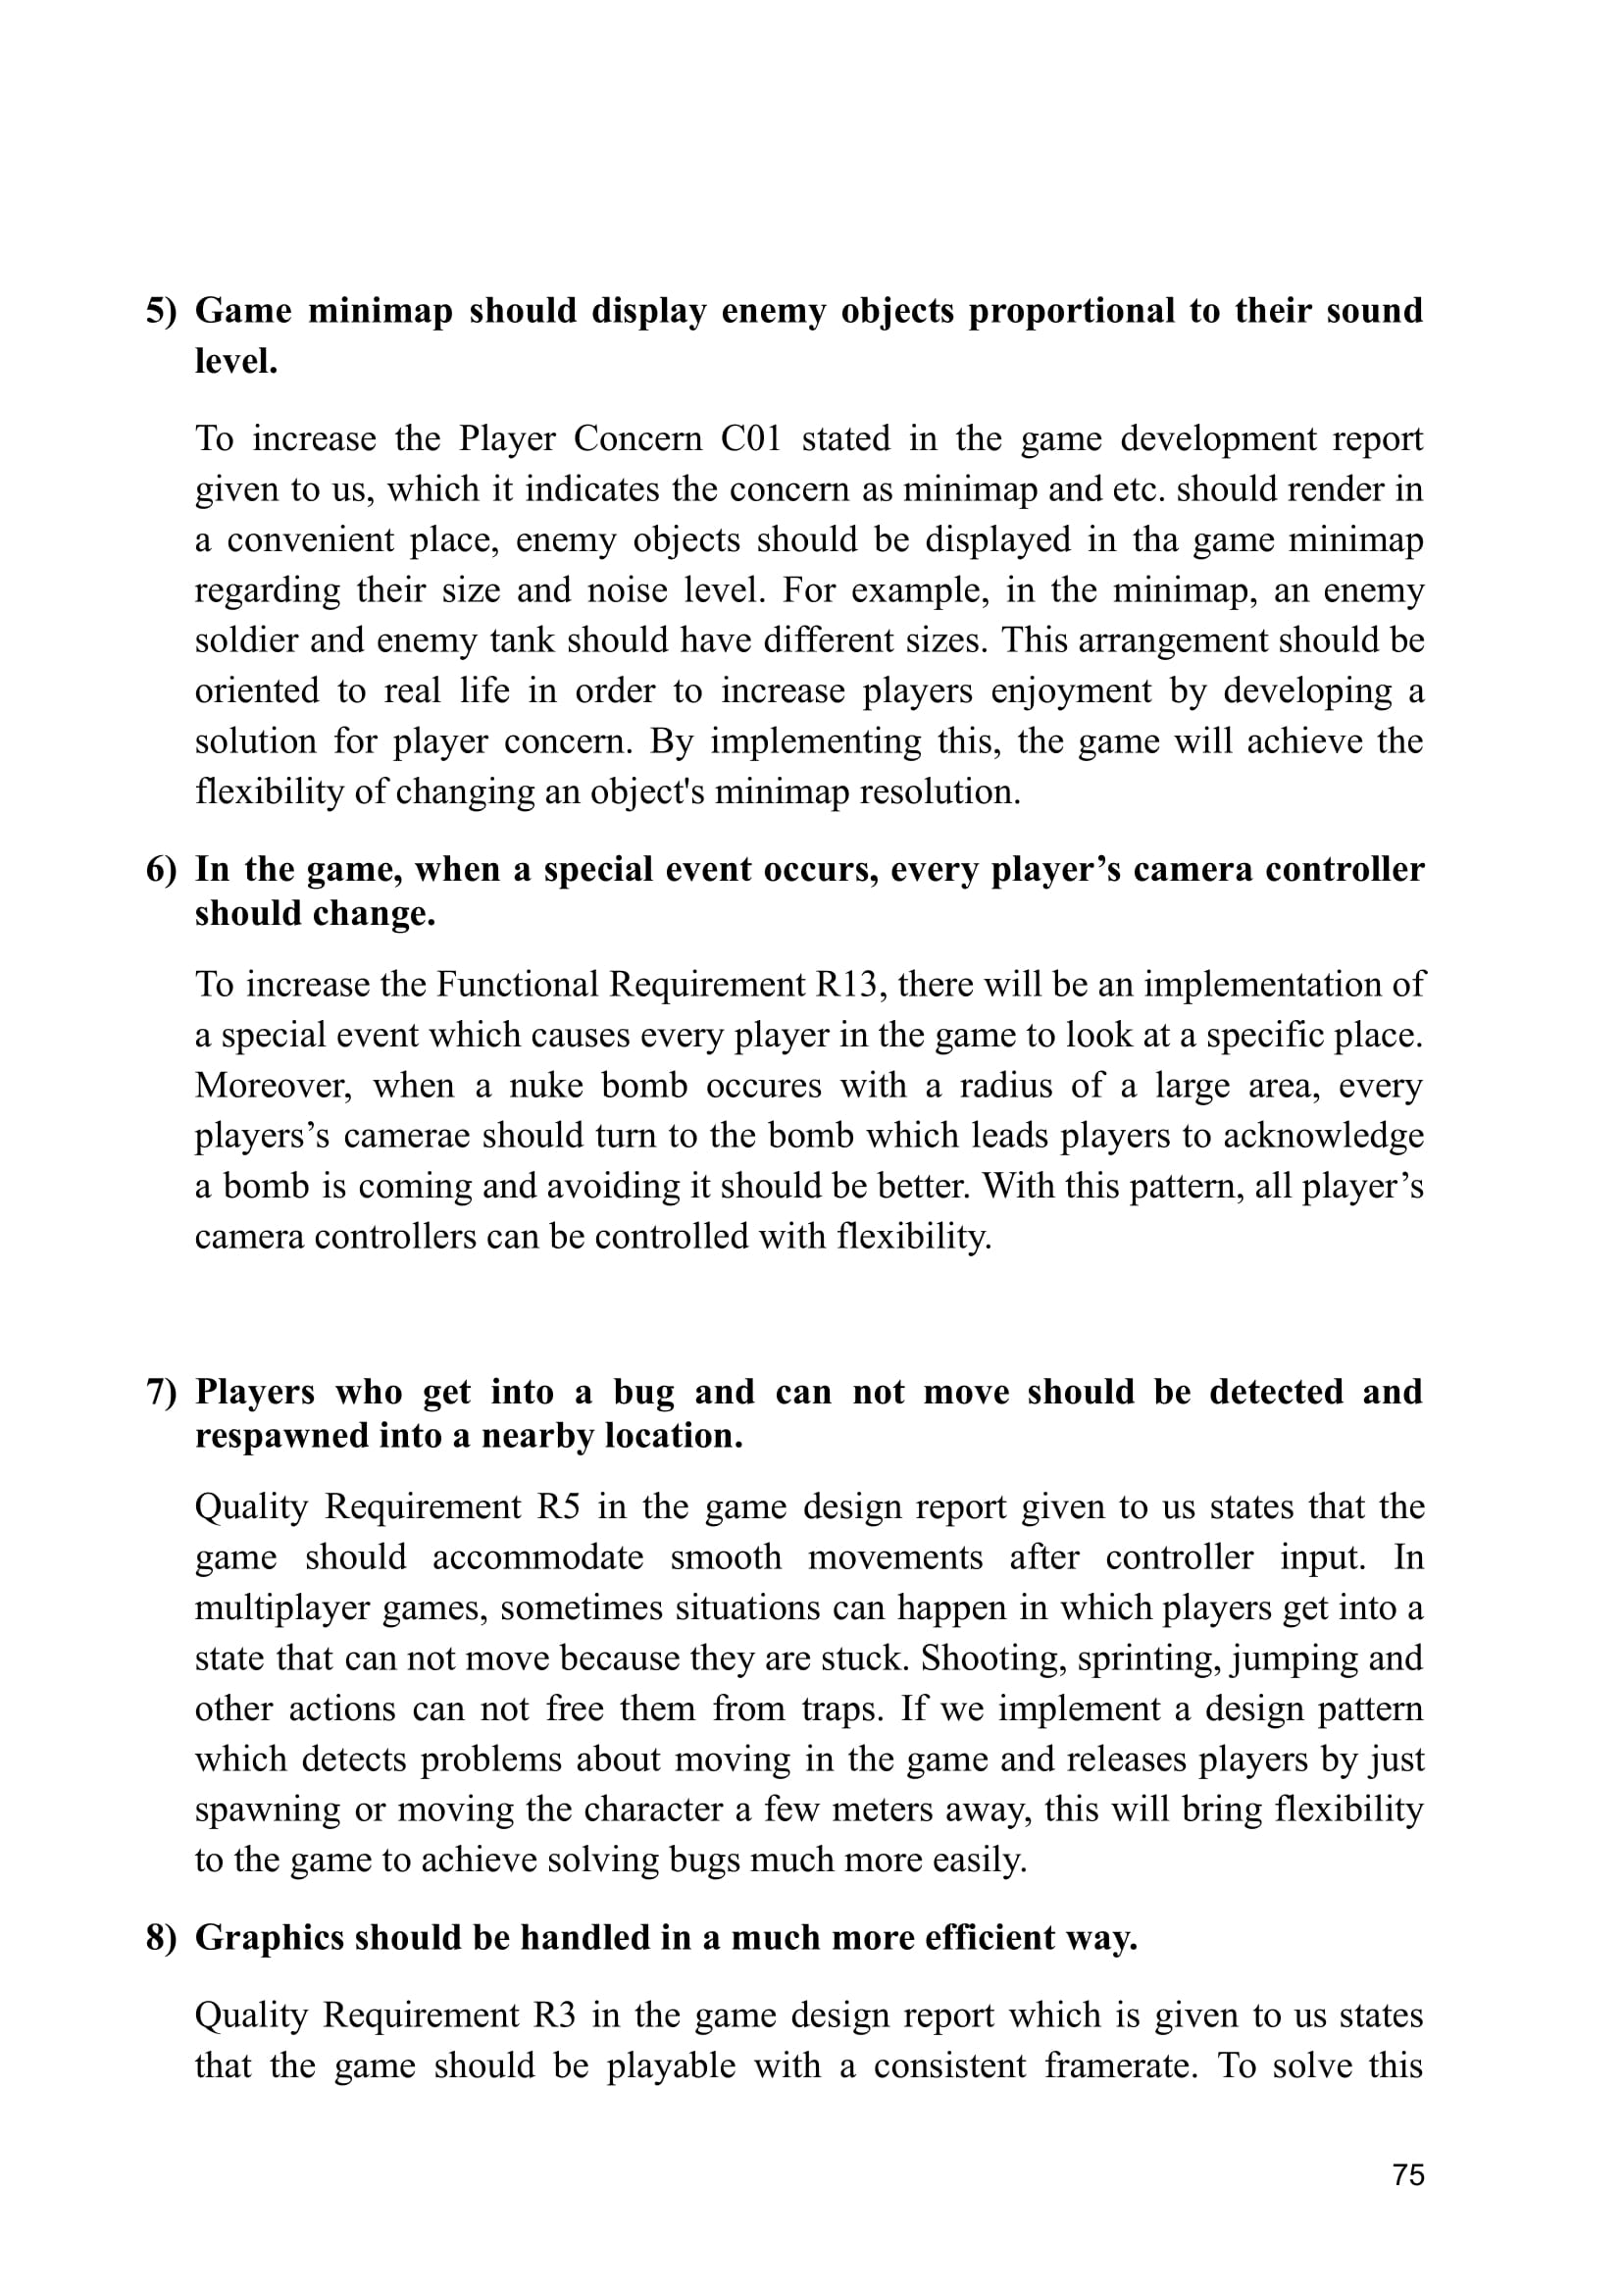 5) Game minimap should display enemy objects proportional to their sound
level.
To increase the Player Concern C01 stated in the game development report
given to us, which it indicates the concern as minimap and etc. should render in
a convenient place, enemy objects should be displayed in tha game minimap
regarding their size and noise level. For example, in the minimap, an enemy
soldier and enemy tank should have different sizes. This arrangement should be
oriented to real life in order to increase players enjoyment by developing a
solution for player concern. By implementing this, the game will achieve the
flexibility of changing an object's minimap resolution.
6) In the game, when a special event occurs, every player’s camera controller
should change.
To increase the Functional Requirement R13, there will be an implementation of
a special event which causes every player in the game to look at a specific place.
Moreover, when a nuke bomb occures with a radius of a large area, every
players’s camerae should turn to the bomb which leads players to acknowledge
a bomb is coming and avoiding it should be better. With this pattern, all player’s
camera controllers can be controlled with flexibility.
7) Players who get into a bug and can not move should be detected and
respawned into a nearby location.
Quality Requirement R5 in the game design report given to us states that the
game should accommodate smooth movements after controller input. In
multiplayer games, sometimes situations can happen in which players get into a
state that can not move because they are stuck. Shooting, sprinting, jumping and
other actions can not free them from traps. If we implement a design pattern
which detects problems about moving in the game and releases players by just
spawning or moving the character a few meters away, this will bring flexibility
to the game to achieve solving bugs much more easily.
8) Graphics should be handled in a much more efficient way.
Quality Requirement R3 in the game design report which is given to us states
that the game should be playable with a consistent framerate. To solve this
75